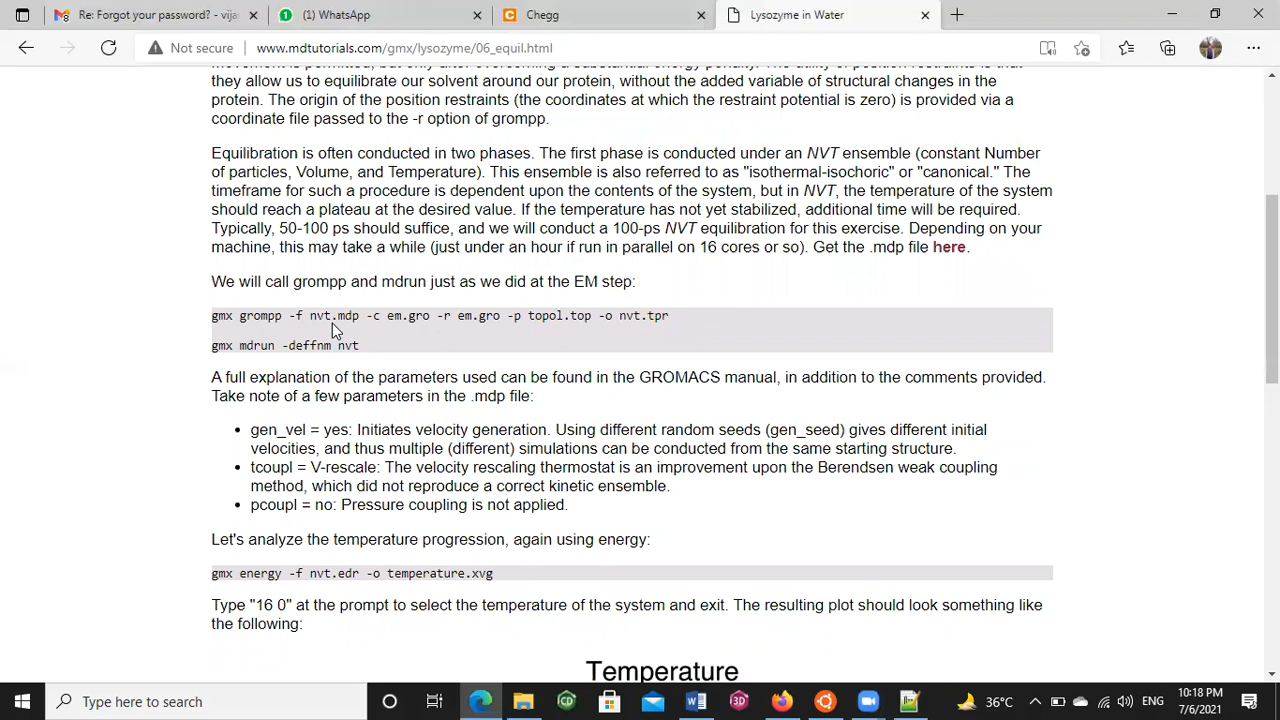 Re: Forgot your password? - vija
(1) WhatsApp
Chegg
Lysozyme in Water
Not secure
www.mdtutorials.com/gmx/lysozyme/06_equil.html
movement is permitted, but only after overcoming a substantial energy penalty. The utility of position restraints is that
they allow us to equilibrate our solvent around our protein, without the added variable of structural changes in the
protein. The origin of the position restraints (the coordinates at which the restraint potential is zero) is provided via a
coordinate file passed to the -r option of grompp.
Equilibration is often conducted in two phases. The first phase is conducted under an NVT ensemble (constant Number
of particles, Volume, and Temperature). This ensemble is also referred to as "isothermal-isochoric" or "canonical." The
timeframe for such a procedure is dependent upon the contents of the system, but in NVT, the temperature of the system
should reach a plateau at the desired value. If the temperature has not yet stabilized, additional time will be required.
Typically, 50-100 ps should suffice, and we will conduct a 100-ps NVT equilibration for this exercise. Depending on your
machine, this may take a while (just under an hour if run in parallel on 16 cores or so). Get the .mdp file here.
We will call grompp and mdrun just as we did at the EM step:
gmx grompp -f nvt.mdp -c em.gro -r em.gro -p topol.top -o nvt.tpr
gmx mdrun -deffnm nvt
A full explanation of the parameters used can be found in the GROMACS manual, in addition to the comments provided.
Take note of a few parameters in the .mdp file:
• gen_vel = yes: Initiates velocity generation. Using different random seeds (gen_seed) gives different initial
velocities, and thus multiple (different) simulations can be conducted from the same starting structure.
• tcoupl = V-rescale: The velocity rescaling thermostat is an improvement upon the Berendsen weak coupling
method, which did not reproduce a correct kinetic ensemble.
• pcoupl = no: Pressure coupling is not applied.
Let's analyze the temperature progression, again using energy:
gmx energy -f nvt.edr -o temperature.xvg
Type "16 0" at the prompt to select the temperature of the system and exit. The resulting plot should look something like
the following:
Temperature
Type here to search
36°C
ENG
10:18 PM
7/6/2021